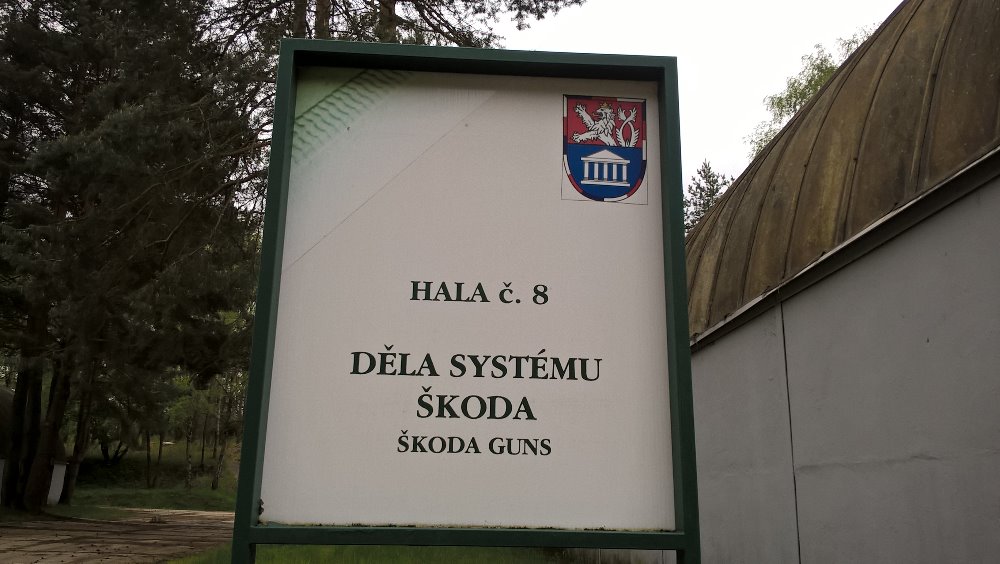 HALA č. 8
DĚLA SYSTÉMU
ŠKODA
ŠKODA GUNS